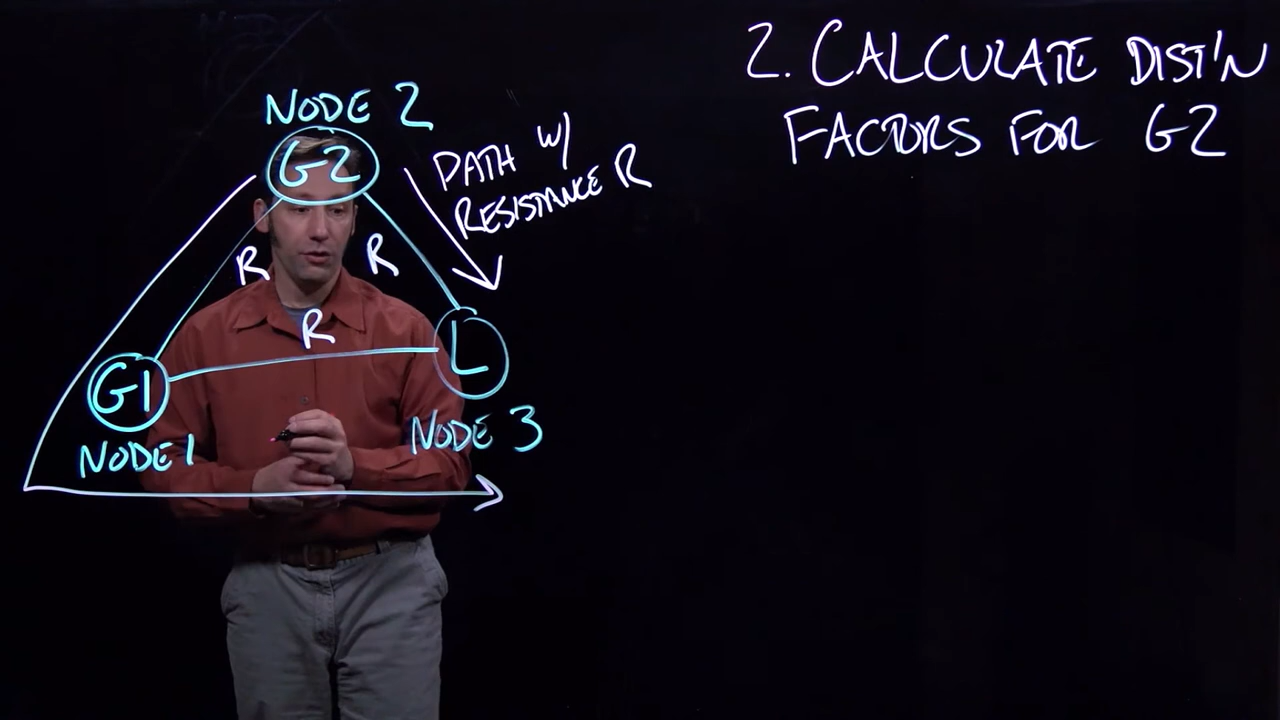 2. CALCULATE DIST'N
FACTORS FOR G2
NODE 2
G2
PATH W/
RESISTANCE R
R
R
R
G1
L
NODE 1
NODE 3